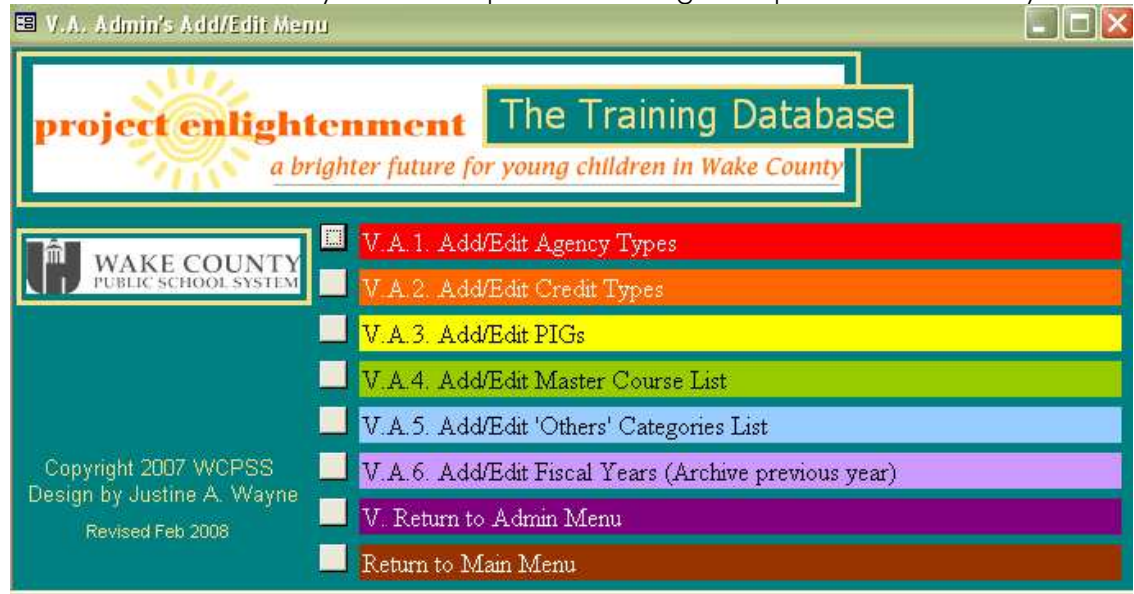 V.A. Admin's Add/Edit Menu
project enlightenment
The Training Database
a brighter future for young children in Wake County
WAKE COUNTY
PUBLIC SCHOOL SYSTEM
V.A.1. Add/Edit Agency Types
V.A.2. Add/Edit Credit Types
V.A.3. Add/Edit PIGs
V.A.4. Add/Edit Master Course List
V.A.5. Add/Edit 'Others' Categories List
V.A.6. Add/Edit Fiscal Years (Archive previous year)
V. Return to Admin Menu
Return to Main Menu
Copyright 2007 WCPSS
Design by Justine A. Wayne
Revised Feb 2008